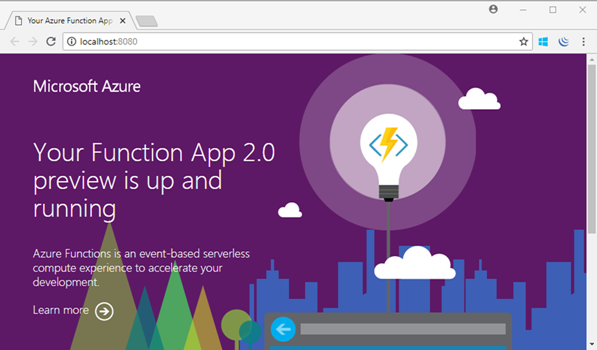 Your Azure Function App
localhost:8080
Microsoft Azure
Your Function App 2.0
preview is up and
running
Azure Functions is an event-based serverless
compute experience to accelerate your
development.
Learn more